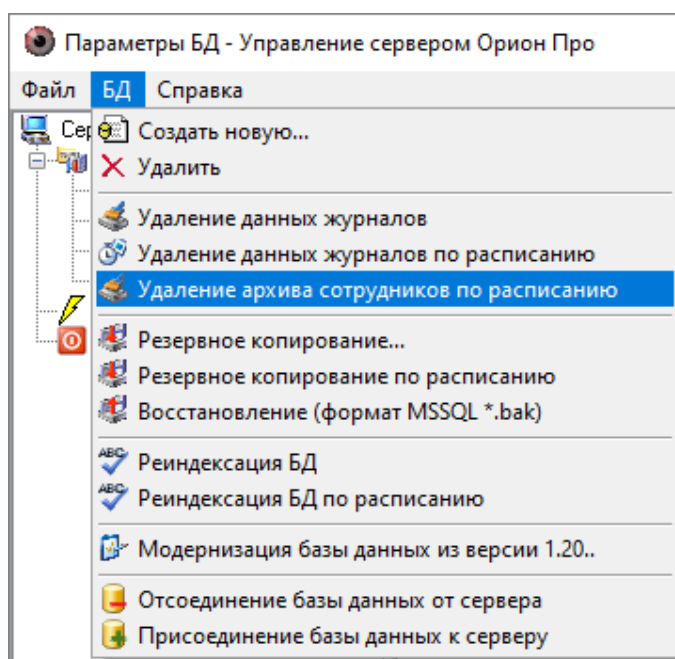 Параметры БД - Управление сервером Орион Про
Файл БД Справка
Сер
Создать новую...
Удалить
Удаление данных журналов
Удаление данных журналов по расписанию
Удаление архива сотрудников по расписанию
Резервное копирование...
Резервное копирование по расписанию
Восстановление (формат MSSQL *.bak)
ABC Реиндексация БД
ABC Реиндексация БД по расписанию
Модернизация базы данных из версии 1.20..
Отсоединение базы данных от сервера
Присоединение базы данных к серверу